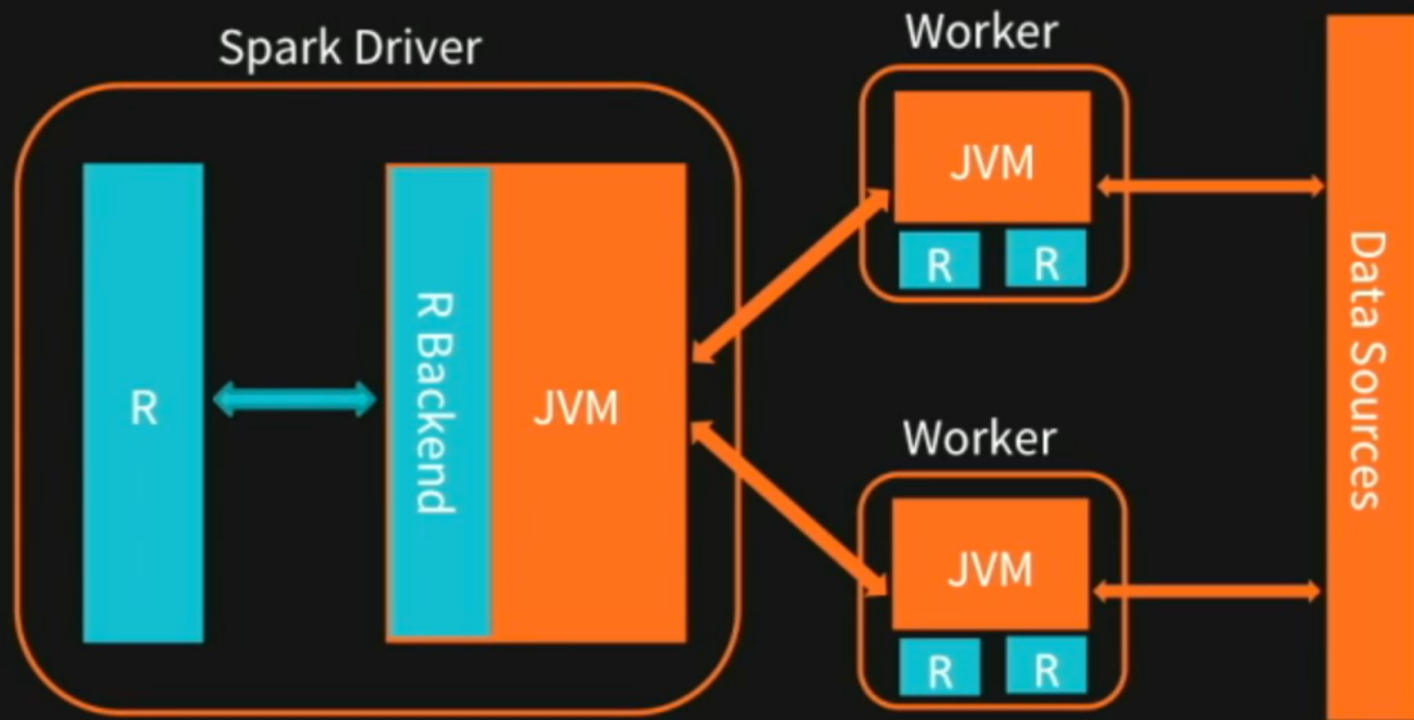 Spark Driver
R
R Backend
JVM
Worker
JVM
R R
Worker
JVM
R R
Data Sources